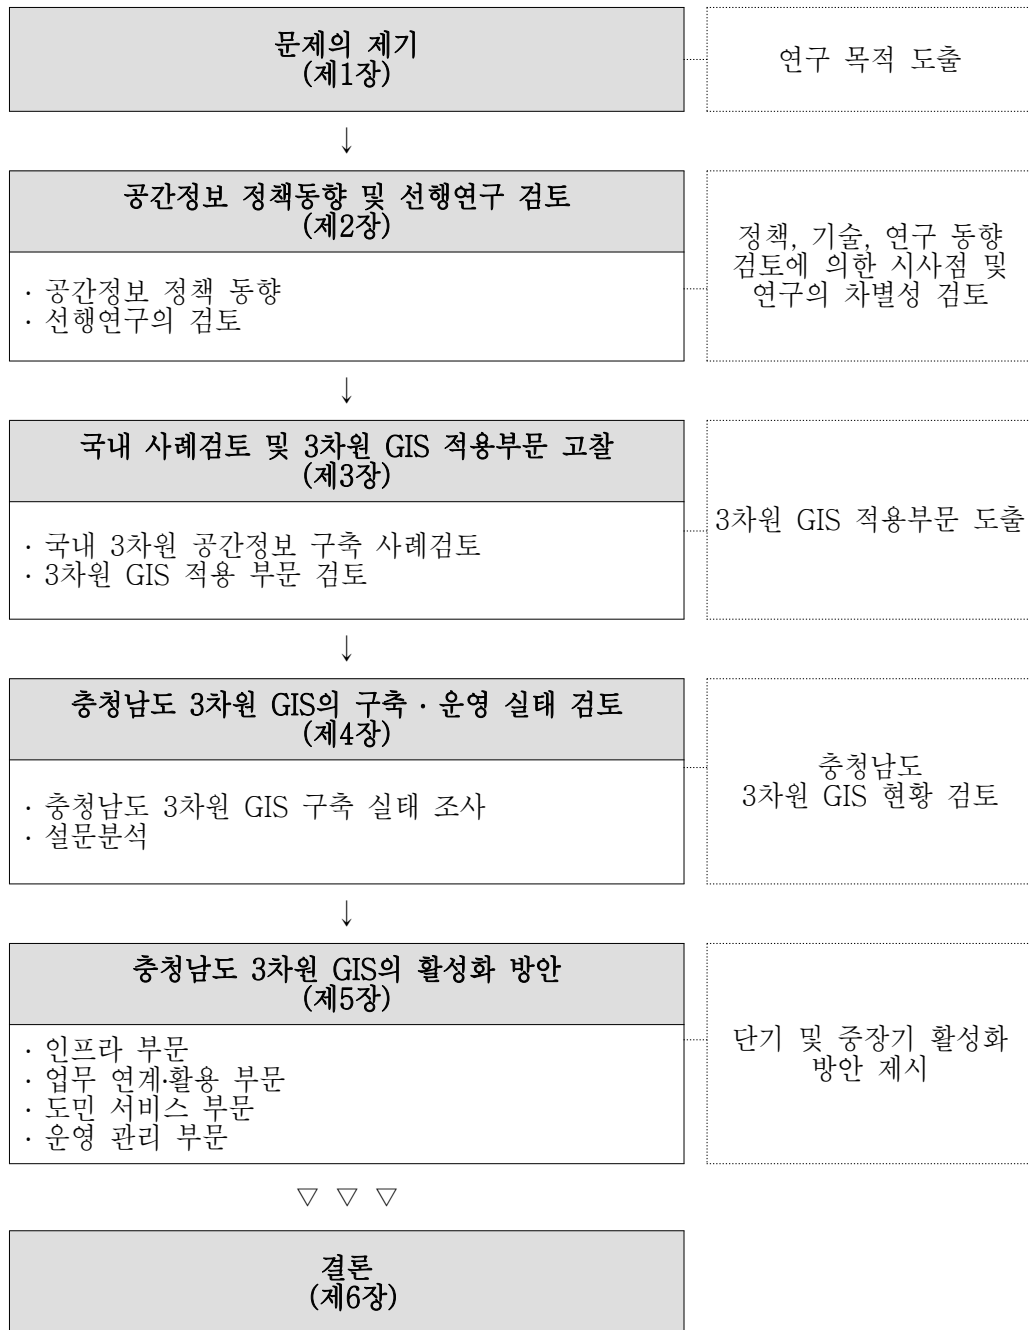 문제의 제기
(제1장)
연구 목적 도출
↓
공간정보 정책동향 및 선행연구 검토
(제2장)
· 공간정보 정책 동향
· 선행연구의 검토
정책, 기술, 연구 동향
검토에 의한 시사점 및
연구의 차별성 검토
↓
국내 사례검토 및 3차원 GIS 적용부문 고찰
(제3장)
· 국내 3차원 공간정보 구축 사례검토
· 3차원 GIS 적용 부문 검토
3차원 GIS 적용부문 도출
↓
충청남도 3차원 GIS의 구축 · 운영 실태 검토
(제4장)
· 충청남도 3차원 GIS 구축 실태 조사
· 설문분석
충청남도
3차원 GIS 현황 검토
↓
충청남도 3차원 GIS의 활성화 방안
(제5장)
· 인프라 부문
· 업무 연계·활용 부문
· 도민 서비스 부문
· 운영 관리 부문
단기 및 중장기 활성화
방안 제시
▽ ▽ ▽
결론
(제6장)